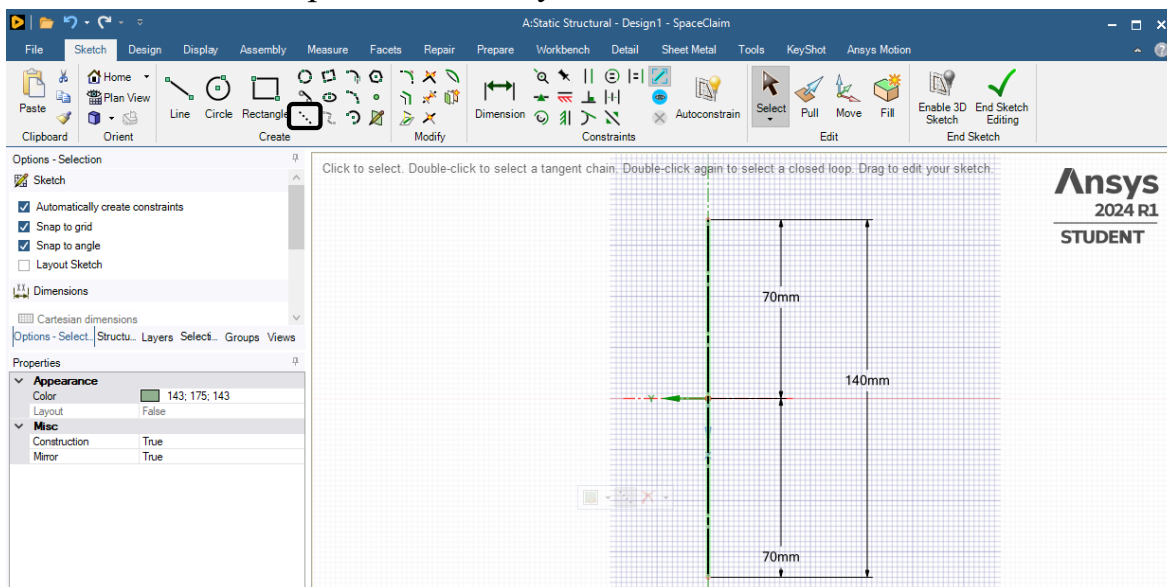 A:Static Structural - Design1 - SpaceClaim
File Sketch Design Display Assembly Measure Facets Repair Prepare Workbench Detail Sheet Metal Tools KeyShot Ansys Motion
Home
Plan View
Paste
Line Circle Rectangle
Dimension
Autoconstrain
Select Pull Move Fill
Enable 3D Sketch
End Sketch Editing
Clipboard Orient Create Modify Constraints Edit End Sketch
Options - Selection
Sketch
Automatically create constraints
Snap to grid
Snap to angle
Layout Sketch
Dimensions
Cartesian dimensions
Options - Select... Structu... Layers Selecti... Groups Views
Properties
Appearance
Color 143; 175; 143
Layout False
Misc
Construction True
Mirror True
Click to select. Double-click to select a tangent chain. Double-click again to select a closed loop. Drag to edit your sketch.
Ansys
2024 R1
STUDENT
70mm
140mm
Y
70mm